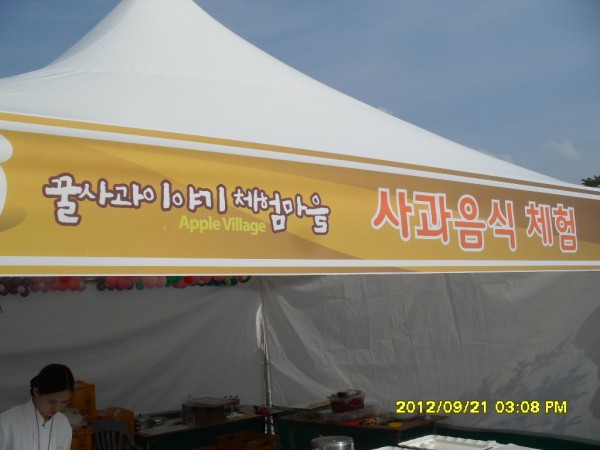 꿀사과이야기 체험마을
Apple Village
사과음식 체험
2012/09/21 03:08 PM